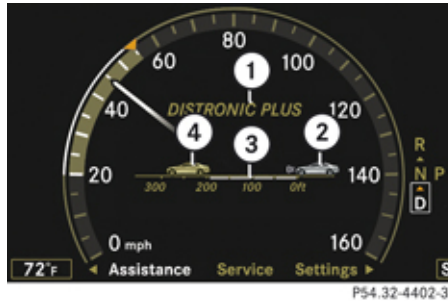 80
60
100
1
DISTRONIC PLUS
40
120
4
3
2
R
20
140
N P
300 200 100 0ft
D
0 mph
160
72°F
Assistance Service Settings
S
P54.32-4402-3